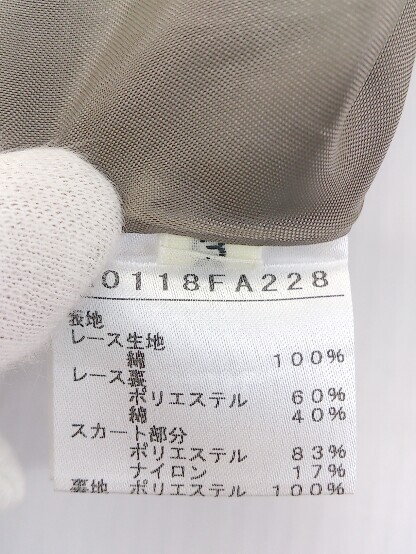 0118FA228
表地
レース生地
綿 100%
レース裏
ポリエステル 60%
綿 40%
スカート部分
ポリエステル 83%
ナイロン 17%
裏地 ポリエステル 100%